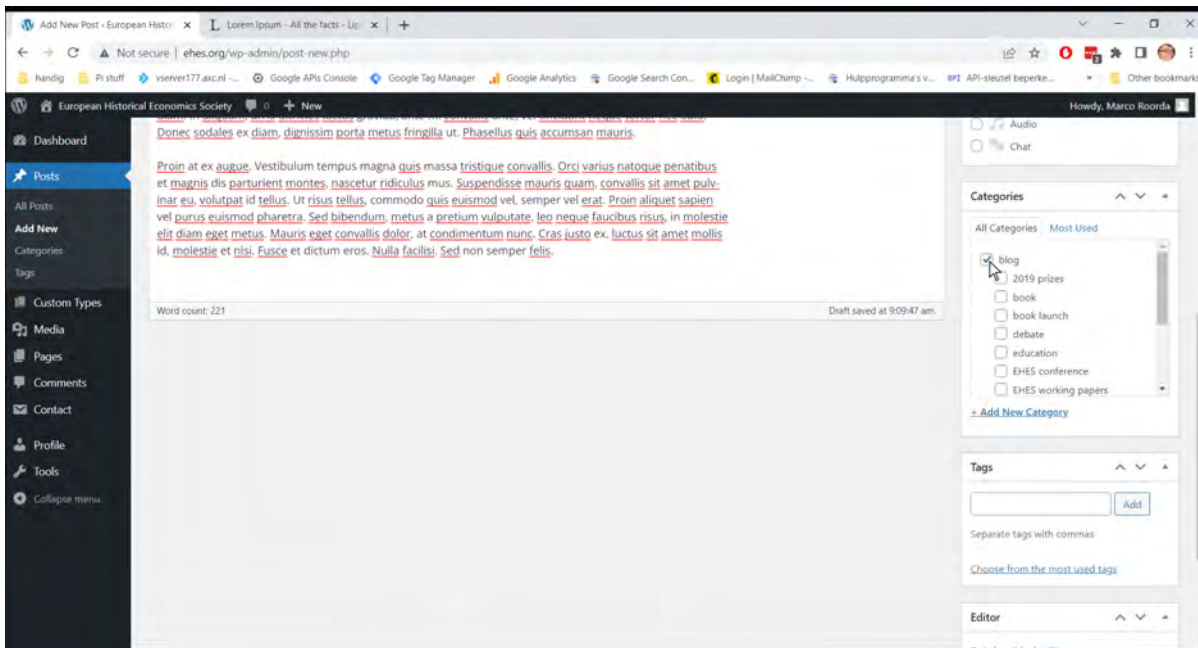 Add New Post ‹ European Histo
Lorem Ipsum - All the facts - Lip
Not secure | ehes.org/wp-admin/post-new.php
handig Pi stuff vserver177.axc.nl -... Google APIs Console Google Tag Manager Google Analytics Google Search Con... Login | MailChimp -... Hulpprogramma's v... API-sleutel beperke... » Other bookmarks
European Historical Economics Society 0 + New Howdy, Marco Roorda
Dashboard
Posts
All Posts
Add New
Categories
Tags
Custom Types
Media
Pages
Comments
Contact
Profile
Tools
Collapse menu
Donec sodales ex diam, dignissim porta metus fringilla ut. Phasellus quis accumsan mauris.
Proin at ex augue. Vestibulum tempus magna quis massa tristique convallis. Orci varius natoque penatibus
et magnis dis parturient montes, nascetur ridiculus mus. Suspendisse mauris quam, convallis sit amet pulv-
inar eu, volutpat id tellus. Ut risus tellus, commodo quis euismod vel, semper vel erat. Proin aliquet sapien
vel purus euismod pharetra. Sed bibendum, metus a pretium vulputate, leo neque faucibus risus, in molestie
elit diam eget metus. Mauris eget convallis dolor, at condimentum nunc. Cras justo ex, luctus sit amet mollis
id, molestie et nisi. Fusce et dictum eros. Nulla facilisi. Sed non semper felis.
Word count: 221 Draft saved at 9:09:47 am.
Audio
Chat
Categories
All Categories Most Used
blog
2019 prizes
book
book launch
debate
education
EHES conference
EHES working papers
+ Add New Category
Tags
Add
Separate tags with commas
Choose from the most used tags
Editor